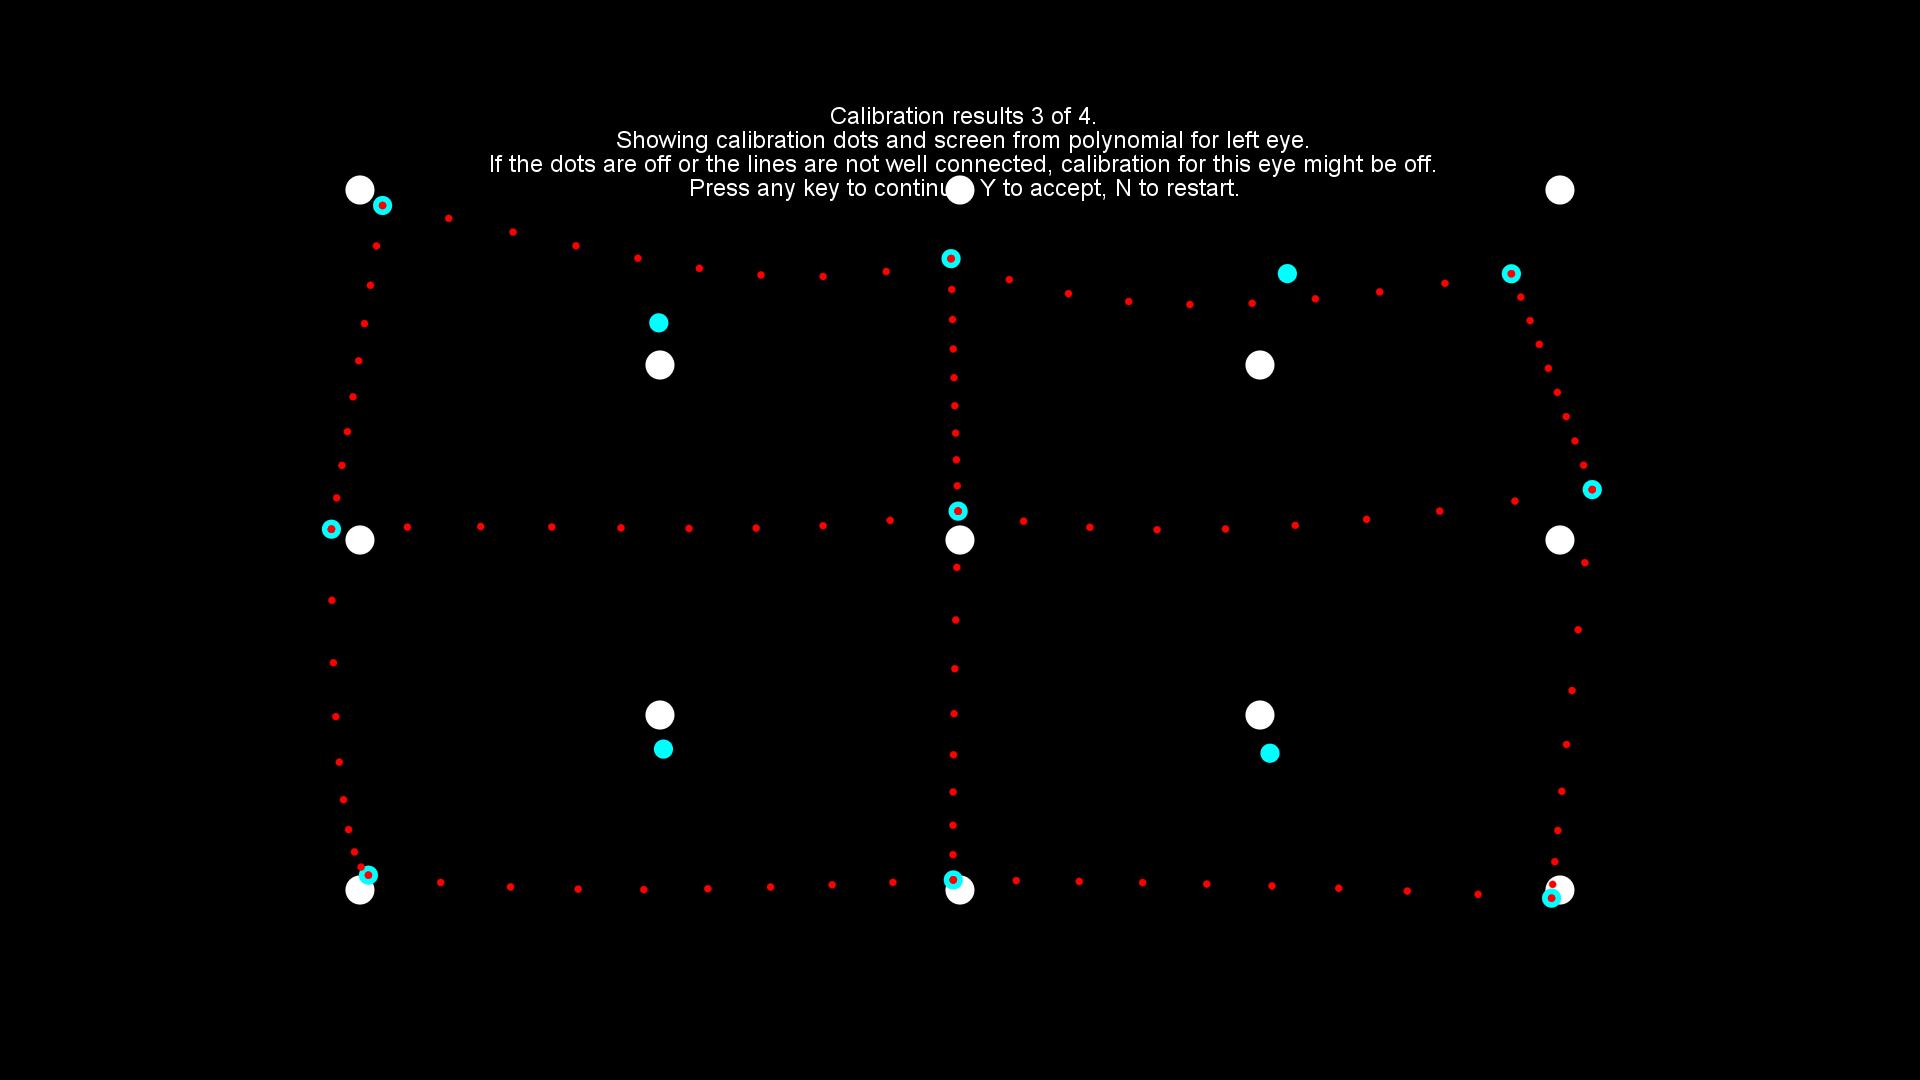 Calibration results 3 of 4.
Showing calibration dots and screen from polynomial for left eye.
If the dots are off or the lines are not well connected, calibration for this eye might be off.
Press any key to continu Y to accept, N to restart.